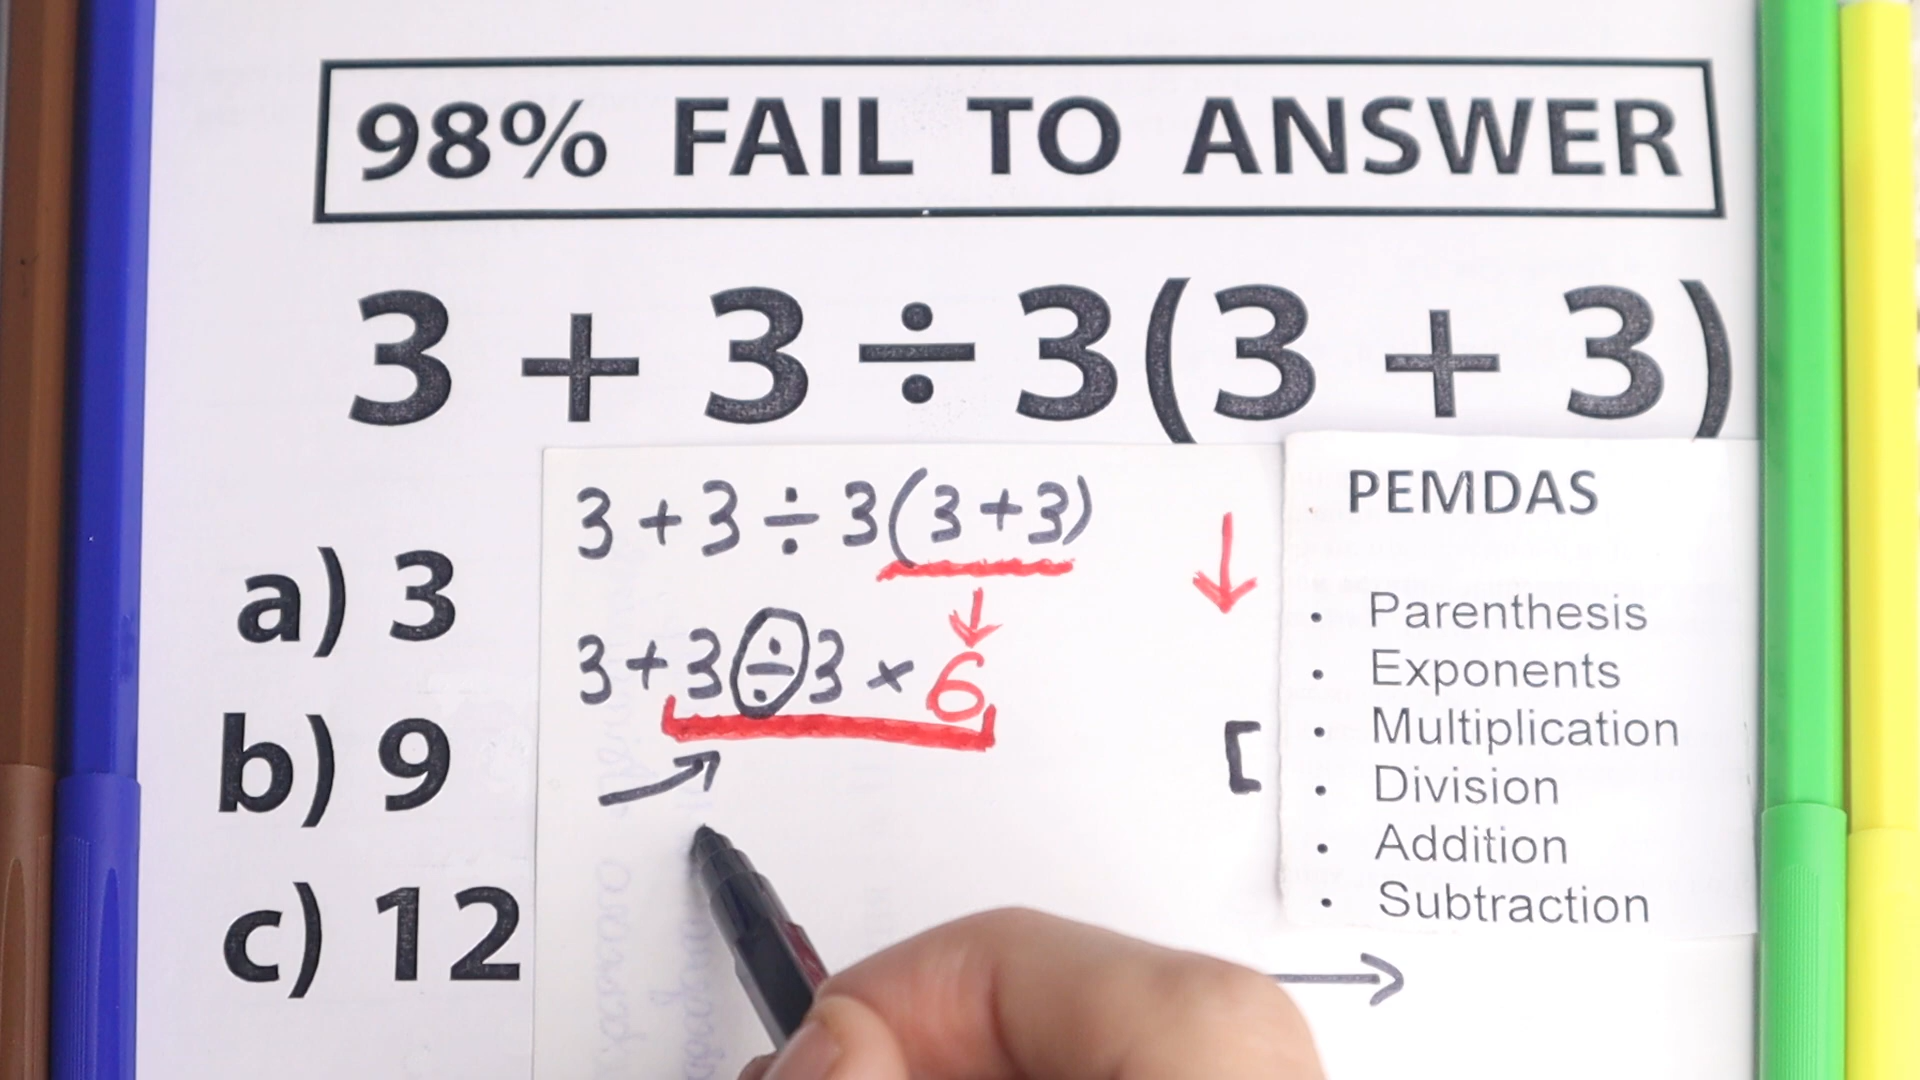 98% FAIL TO ANSWER
3 + 3 ÷ 3(3 + 3)
a) 3
b) 9
c) 12
3 + 3 ÷ 3(3+3)
3+3÷3 × 6
PEMDAS
• Parenthesis
• Exponents
• Multiplication
• Division
• Addition
• Subtraction